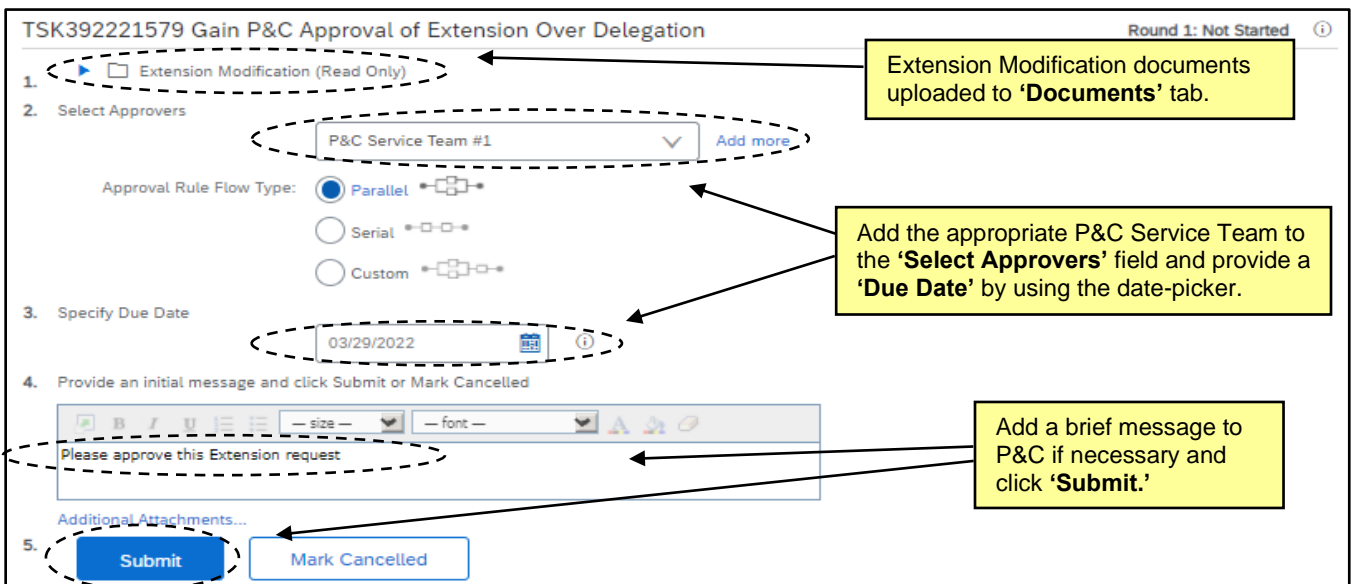 TSK392221579 Gain P&C Approval of Extension Over Delegation
Round 1: Not Started
1. Extension Modification (Read Only)
Extension Modification documents
uploaded to ‘Documents’ tab.
2. Select Approvers
P&C Service Team #1
Add more
Approval Rule Flow Type:
Parallel
Serial
Custom
Add the appropriate P&C Service Team to
the ‘Select Approvers’ field and provide a
‘Due Date’ by using the date-picker.
3. Specify Due Date
03/29/2022
4. Provide an initial message and click Submit or Mark Cancelled
B I U — size — — font — A
Please approve this Extension request
Add a brief message to
P&C if necessary and
click ‘Submit.’
Additional Attachments...
5. Submit Mark Cancelled